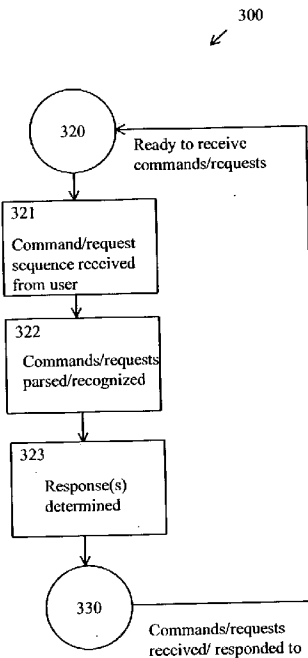 300
320
Ready to receive
commands/requests
321
Command/request
sequence received
from user
322
Commands/requests
parsed/recognized
323
Response(s)
determined
330
Commands/requests
received/ responded to